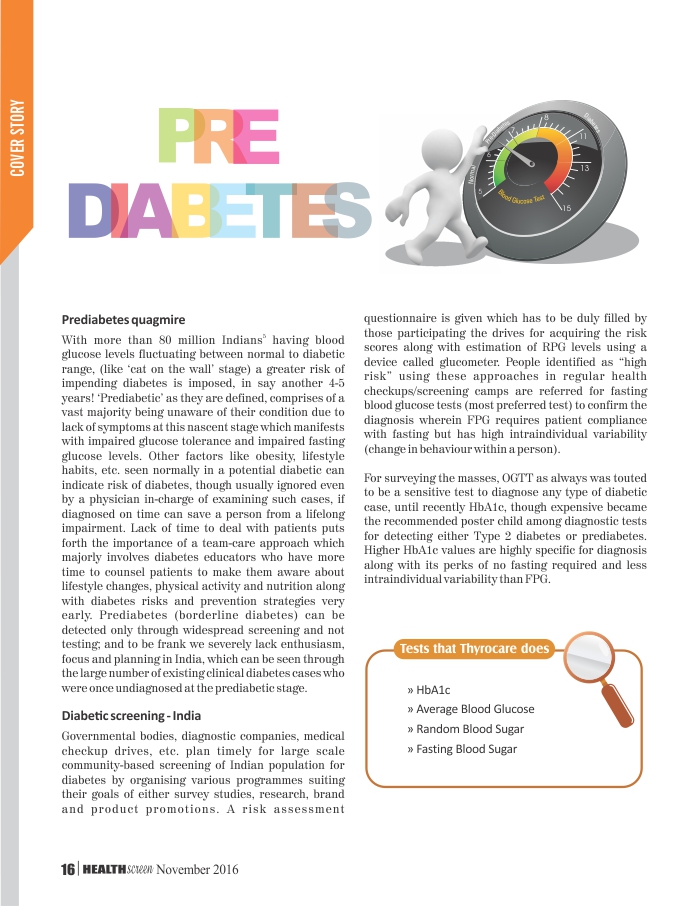 COVER STORY
PRE
DIABETES
Normal
Prediabetic
Diabetes
5
6
7
8
11
13
15
Blood Glucose Test
Prediabetes quagmire
With more than 80 million Indians5 having blood
glucose levels fluctuating between normal to diabetic
range, (like ‘cat on the wall’ stage) a greater risk of
impending diabetes is imposed, in say another 4-5
years! ‘Prediabetic’ as they are defined, comprises of a
vast majority being unaware of their condition due to
lack of symptoms at this nascent stage which manifests
with impaired glucose tolerance and impaired fasting
glucose levels. Other factors like obesity, lifestyle
habits, etc. seen normally in a potential diabetic can
indicate risk of diabetes, though usually ignored even
by a physician in-charge of examining such cases, if
diagnosed on time can save a person from a lifelong
impairment. Lack of time to deal with patients puts
forth the importance of a team-care approach which
majorly involves diabetes educators who have more
time to counsel patients to make them aware about
lifestyle changes, physical activity and nutrition along
with diabetes risks and prevention strategies very
early. Prediabetes (borderline diabetes) can be
detected only through widespread screening and not
testing; and to be frank we severely lack enthusiasm,
focus and planning in India, which can be seen through
the large number of existing clinical diabetes cases who
were once undiagnosed at the prediabetic stage.
Diabetic screening - India
Governmental bodies, diagnostic companies, medical
checkup drives, etc. plan timely for large scale
community-based screening of Indian population for
diabetes by organising various programmes suiting
their goals of either survey studies, research, brand
and product promotions. A risk assessment
questionnaire is given which has to be duly filled by
those participating the drives for acquiring the risk
scores along with estimation of RPG levels using a
device called glucometer. People identified as “high
risk” using these approaches in regular health
checkups/screening camps are referred for fasting
blood glucose tests (most preferred test) to confirm the
diagnosis wherein FPG requires patient compliance
with fasting but has high intraindividual variability
(change in behaviour within a person).
For surveying the masses, OGTT as always was touted
to be a sensitive test to diagnose any type of diabetic
case, until recently HbA1c, though expensive became
the recommended poster child among diagnostic tests
for detecting either Type 2 diabetes or prediabetes.
Higher HbA1c values are highly specific for diagnosis
along with its perks of no fasting required and less
intraindividual variability than FPG.
Tests that Thyrocare does
» HbA1c
» Average Blood Glucose
» Random Blood Sugar
» Fasting Blood Sugar
16 | HEALTHscreen November 2016